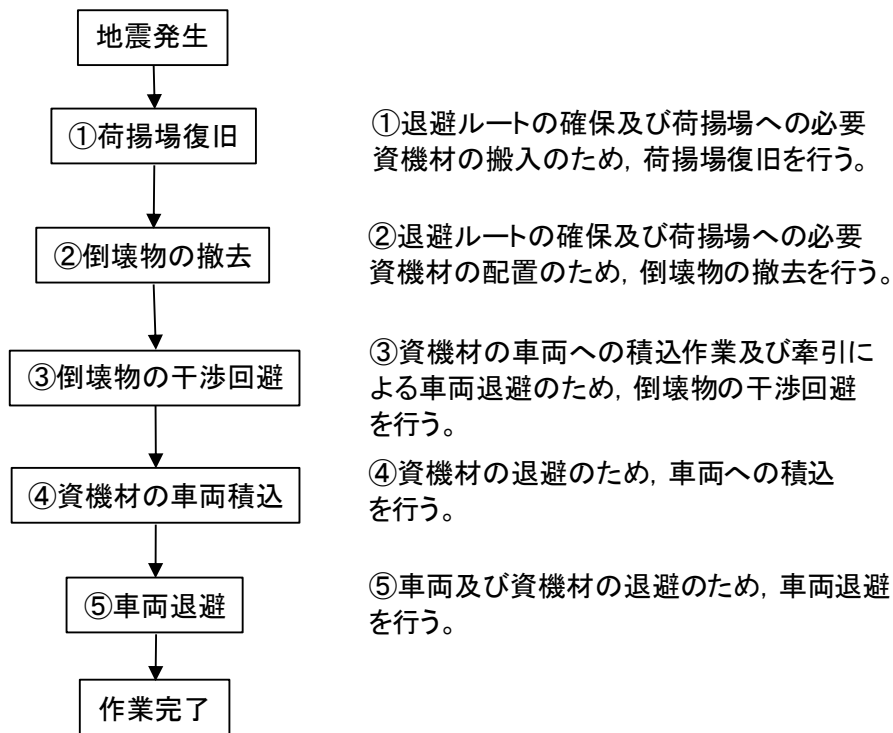 地震発生
①荷揚場復旧
①退避ルートの確保及び荷揚場への必要
資機材の搬入のため，荷揚場復旧を行う。
②倒壊物の撤去
②退避ルートの確保及び荷揚場への必要
資機材の配置のため，倒壊物の撤去を行う。
③倒壊物の干渉回避
③資機材の車両への積込作業及び牽引に
よる車両退避のため，倒壊物の干渉回避
を行う。
④資機材の車両積込
④資機材の退避のため，車両への積込
を行う。
⑤車両退避
⑤車両及び資機材の退避のため，車両退避
を行う。
作業完了